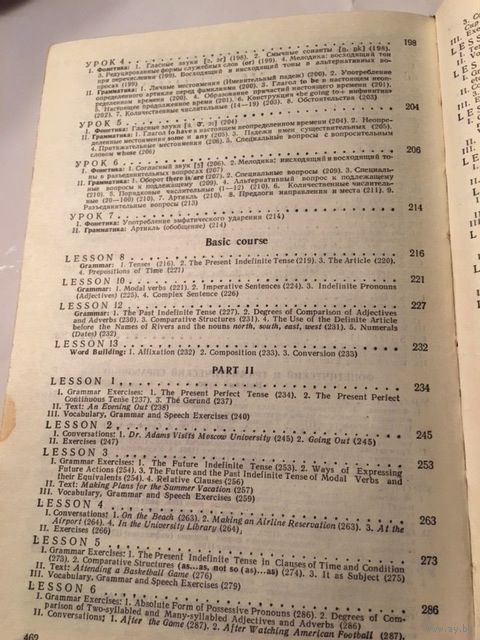 УРОК 4 . . . . . . . . . . 198
I. Фонетика: 1. Гласные звуки [ɔ, ɔг] (198). 2. Смычные сонанты [n, ŋk] (198).
3. Редуцированные формы служебных слов (or) (199). 4. Мелодика: восходящий тон
при перечислении (199). Восходящий и нисходящий тоны в альтернативных во-
просах (199)
II. Грамматика: 1. Личные местоимения (Именительный падеж) (200). 2. Употребление
определенного артикля перед фамилиями (200). 3. Глагол to be в настоящем неоп-
ределенном времени (200). 4. Образование причастий настоящего времени (291).
5. Настоящее продолженное время (201). 6. Конструкция «be going to+ инфинитив»
(202). 7. Количественные числительные (14—19) (203). 8. Обстоятельства (203)
УРОК 5 . . . . . . . . . . 204
I. Фонетика: Гласные звуки (204)
II. Грамматика: 1. Глагол to have в настоящем неопределенном времени (204). 2. Неопре-
деленные местоимения some и any (205). 3. Падежи имен существительных (205).
4. Притяжательные местоимения (206). 5. Специальные вопросы с вопросительным
словом whose (206)
УРОК 6 . . . . . . . . . . 206
I. Фонетика: 1. Согласный звук [ʒ] (206). 2. Мелодика: нисходящий и восходящий то-
ны в разделительных вопросах (207)
II. Грамматика: 1. Оборот there is/are (207). 2. Специальные вопросы (209). 3. Специаль-
ные вопросы к подлежащему (209). 4. Альтернативный вопрос к подлежащему
(210). 5. Порядковые числительные (1—12) (210). 6. Количественные числитель-
ные (20—100) (210). 7. Артикль (210). 8. Предлоги направления и места (211). 9.
Разъединительные вопросы (213)
УРОК 7 . . . . . . . . . . 214
I. Фонетика: Употребление эмфатического ударения (214)
II. Грамматика: Артикль (обобщение) (214)
Basic course
LESSON 8 . . . . . . . . . . 216
Grammar: 1. Tenses (216). 2. The Present Indefinite Tense (219). 3. The Article (220).
4. Prepositions of Time (221)
LESSON 10 . . . . . . . . . . 221
Grammar: 1. Modal verbs (221). 2. Imperative Sentences (224). 3. Indefinite Pronouns
(Adjectives) (225). 4. Complex Sentence (226)
LESSON 12 . . . . . . . . . . 227
Grammar: 1. The Past Indefinite Tense (227). 2. Degrees of Comparison of Adjectives
and Adverbs (230). 3. Comparative Structures (231). 4. The Use of the Definite Article
before the Names of Rivers and the nouns north, south, east, west (231). 5. Numerals
(Dates) (232)
LESSON 13 . . . . . . . . . . 232
Word Building: 1. Affixation (232) 2. Composition (233). 3. Conversion (233)
PART II
LESSON 1 . . . . . . . . . . 234
I. Grammar Exercises: 1. The Present Perfect Tense (234). 2. The Present Perfect
Continuous Tense (237). 3. The Gerund (237)
II. Text: An Evening Out (238)
III. Vocabulary, Grammar and Speech Exercises (240)
LESSON 2 . . . . . . . . . . 245
I. Conversations: 1. Dr. Adams Visits Moscow University (245) 2. Going Out (245)
II. Exercises (247)
LESSON 3 . . . . . . . . . . 253
I. Grammar Exercises: 1. The Future Indefinite Tense (253). 2. Ways of Expressing
Future Actions (254). 3. The Future and the Past Indefinite Tense of Modal Verbs and
their Equivalents (254). 4. Relative Clauses (256)
II. Text: Making Plans for the Summer Vacation (257)
III. Vocabulary, Grammar and Speech Exercises (259)
LESSON 4 . . . . . . . . . . 263
I. Conversations: 1. On the Beach (263). 2. Making an Airline Reservation (263). 3. At the
Airport (264). 4. In the University Library (264).
II. Exercises (266)
LESSON 5 . . . . . . . . . . 273
I. Grammar Exercises: 1. The Present Indefinite Tense in Clauses of Time and Condition
(273). 2. Comparative Structures (as...as, not so (as)...as) (274). 3. It as Subject (275)
II. Text: Attending a Basketball Game (276)
III. Vocabulary, Grammar and Speech Exercises (279)
LESSON 6 . . . . . . . . . . 286
I. Grammar Exercises: 1. Absolute Form of Possessive Pronouns (286). 2. Degrees of Com-
parison of Two-syllabled and Many-syllabled Adjectives and Adverbs (286)
II. Conversations: 1. After the Game (287). 2. After Watching American Football (287)
469
www.ay.by